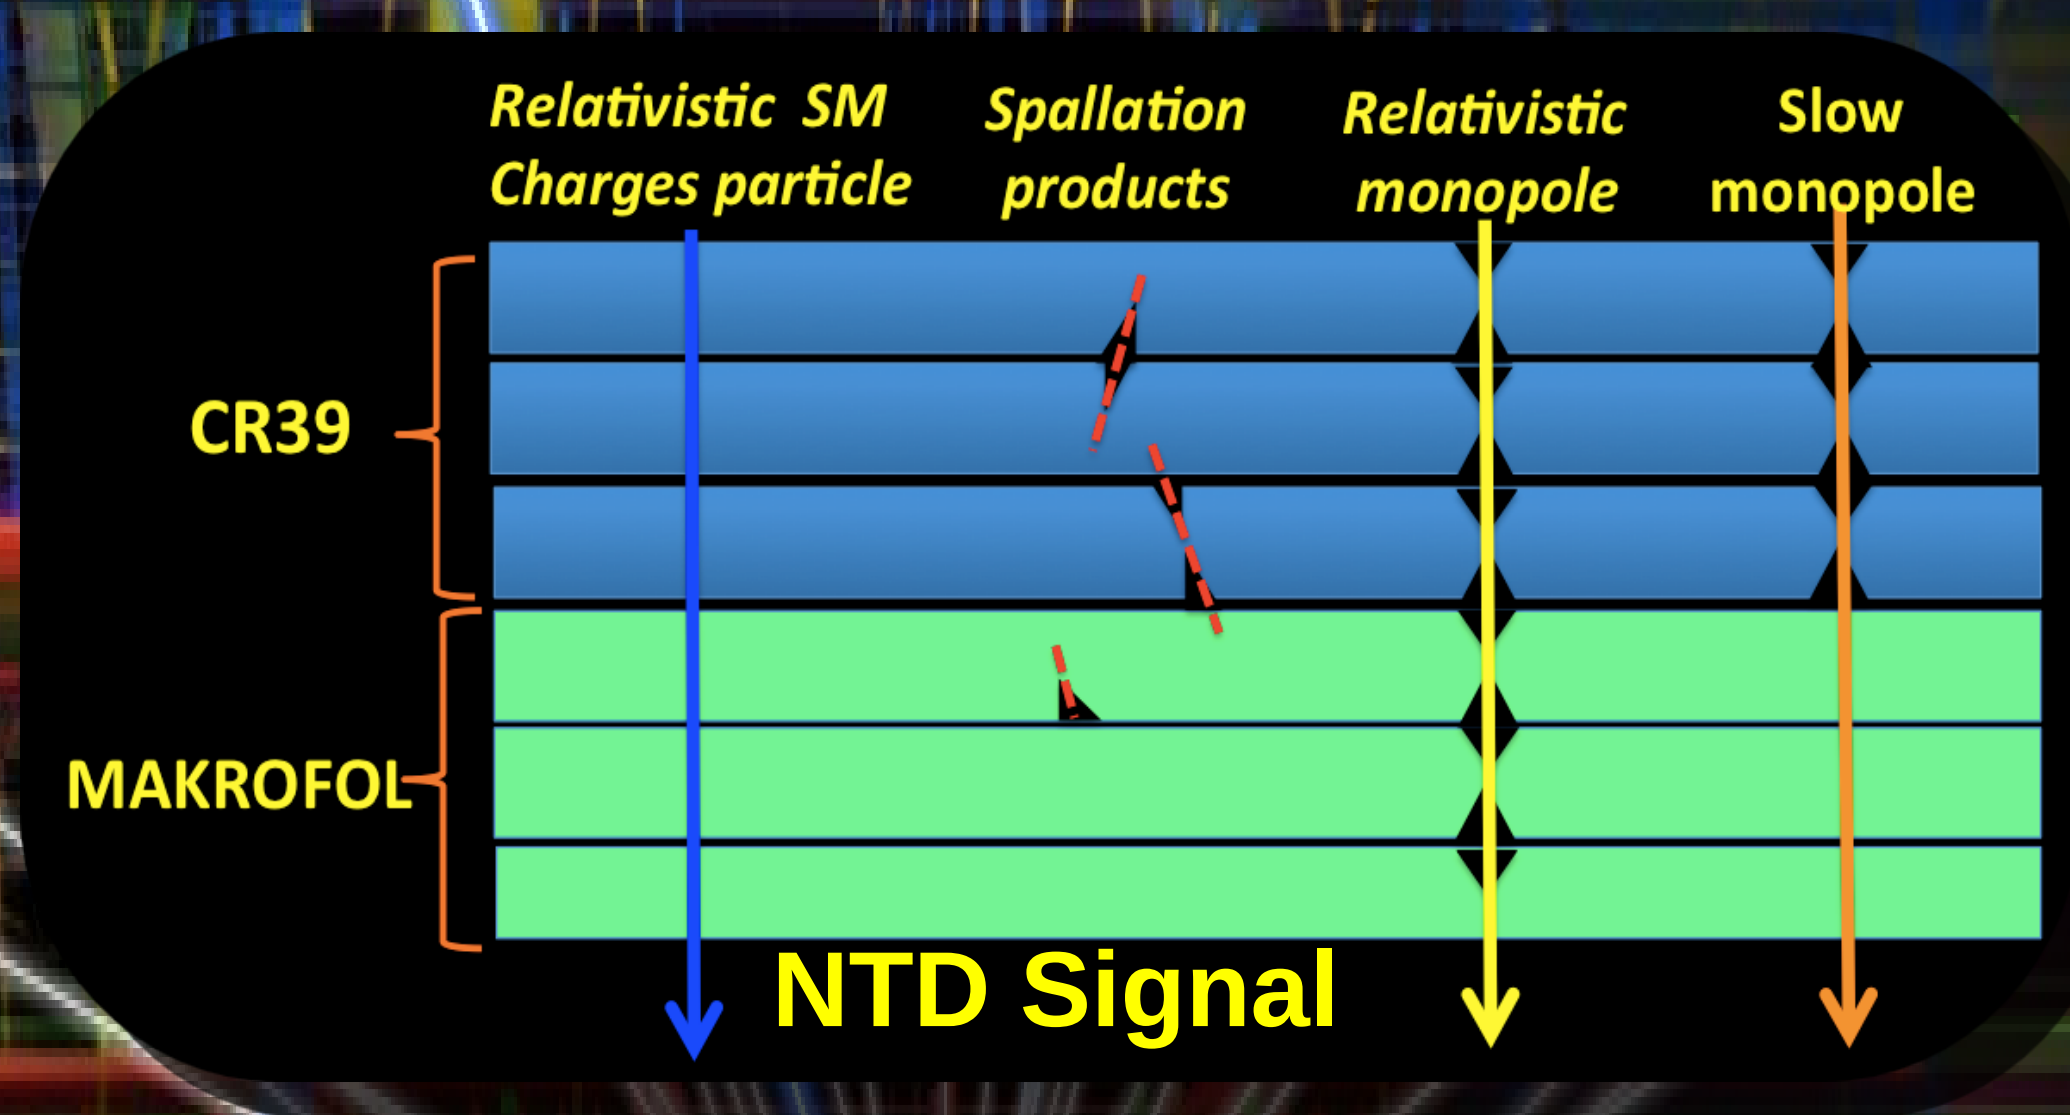 Relativistic SM
Charges particle
Spallation
products
Relativistic
monopole
Slow
monopole
CR39
MAKROFOL
NTD Signal